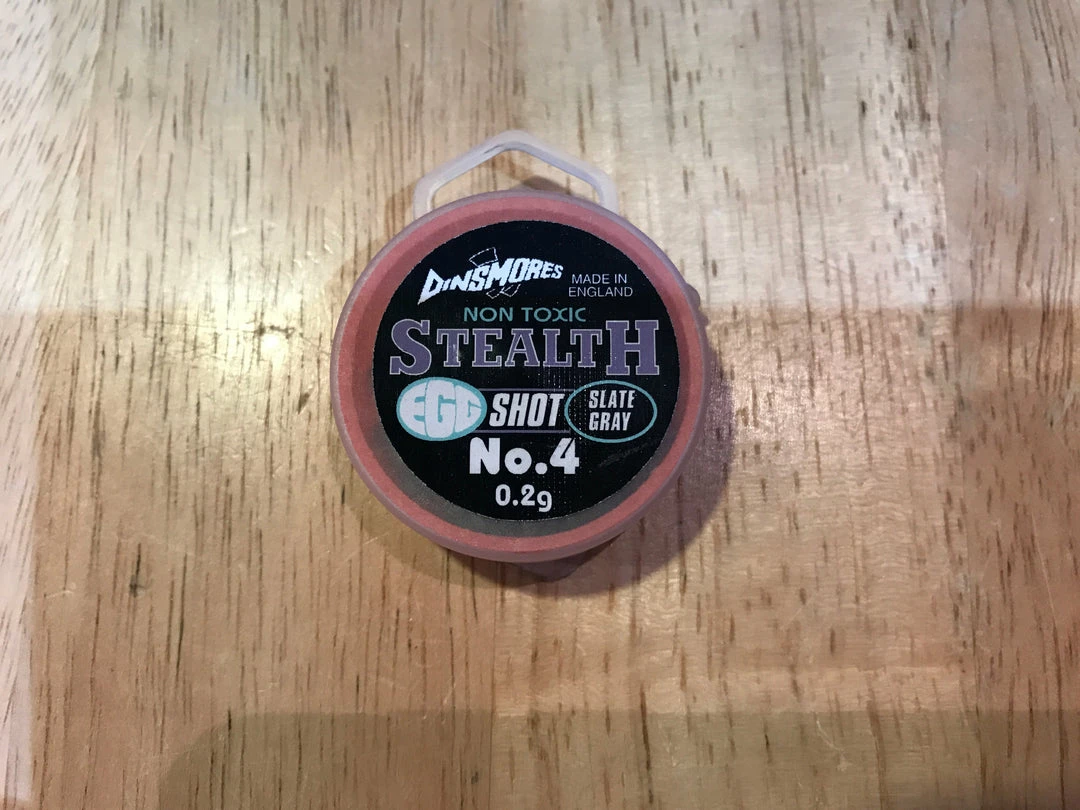 DINSMORES
MADE IN
ENGLAND
NON TOXIC
STEALTH
EGG SHOT SLATE
GRAY
No.4
0.2g